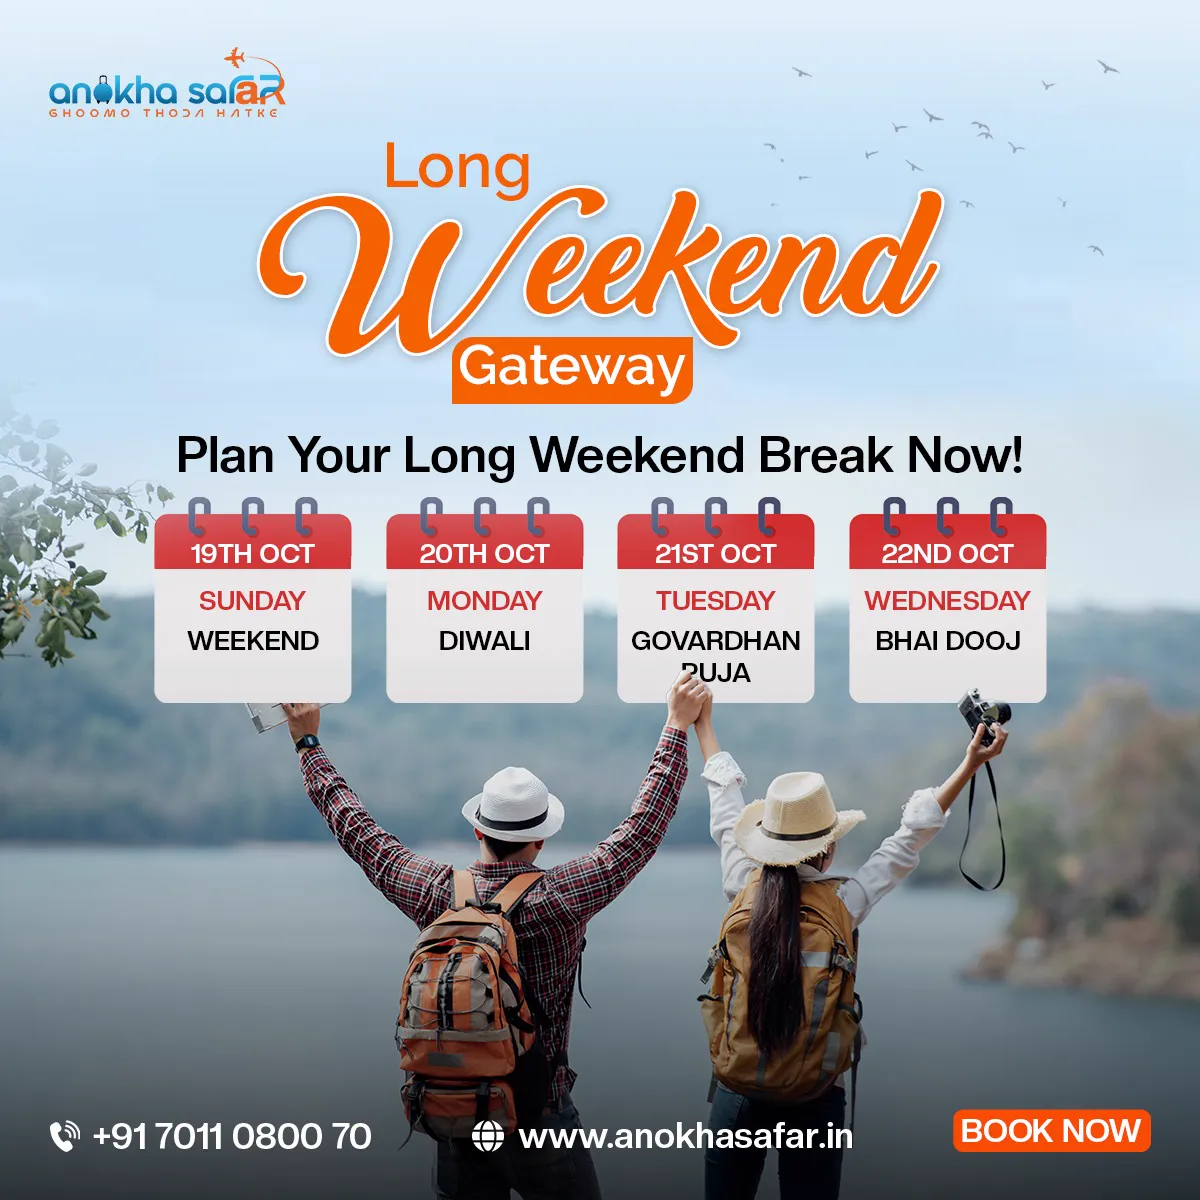 anokha safar
GHOOMO THODA HATKE
Long
Weekend
Gateway
Plan Your Long Weekend Break Now!
19TH OCT
SUNDAY
WEEKEND
20TH OCT
MONDAY
DIWALI
21ST OCT
TUESDAY
GOVARDHAN
PUJA
22ND OCT
WEDNESDAY
BHAI DOOJ
+91 7011 0800 70
www.anokhasafar.in
BOOK NOW